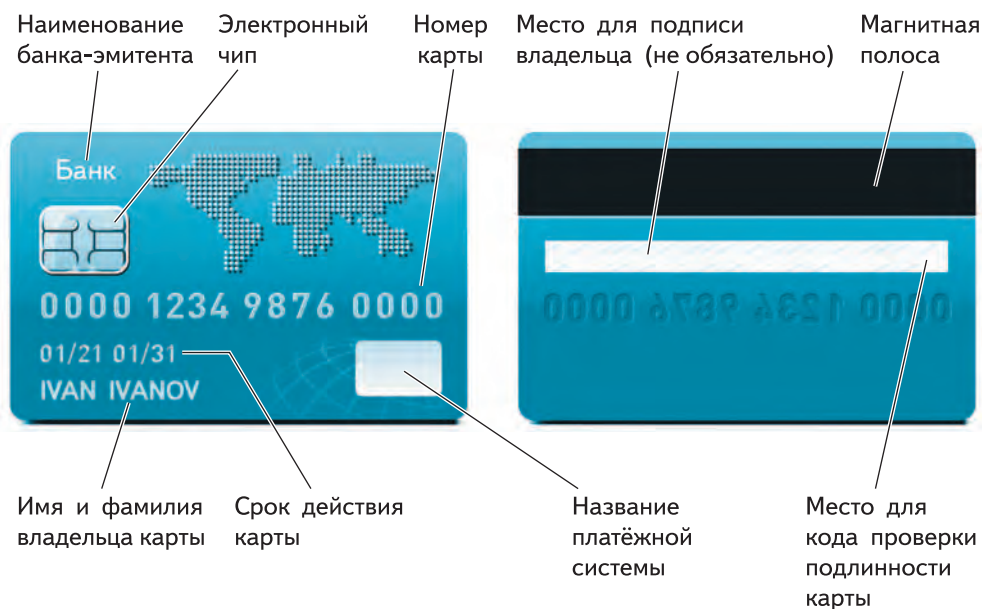 Наименование
банка-эмитента
Электронный
чип
Номер
карты
Место для подписи
владельца (не обязательно)
Магнитная
полоса
Банк
0000 1234 9876 0000
01/21 01/31
IVAN IVANOV
0000 1234 9876 0000
Имя и фамилия
владельца карты
Срок действия
карты
Название
платёжной
системы
Место для
кода проверки
подлинности
карты